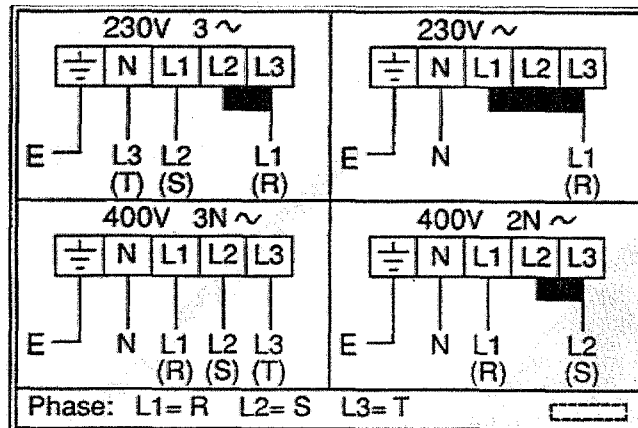 230V 3~
N L1 L2 L3
E L3 L2 L1
(T) (S) (R)
230V ~
N L1 L2 L3
E N L1
(R)
400V 3N ~
N L1 L2 L3
E N L1 L2 L3
(R) (S) (T)
400V 2N ~
N L1 L2 L3
E N L1 L2
(R) (S)
Phase: L1= R L2= S L3= T